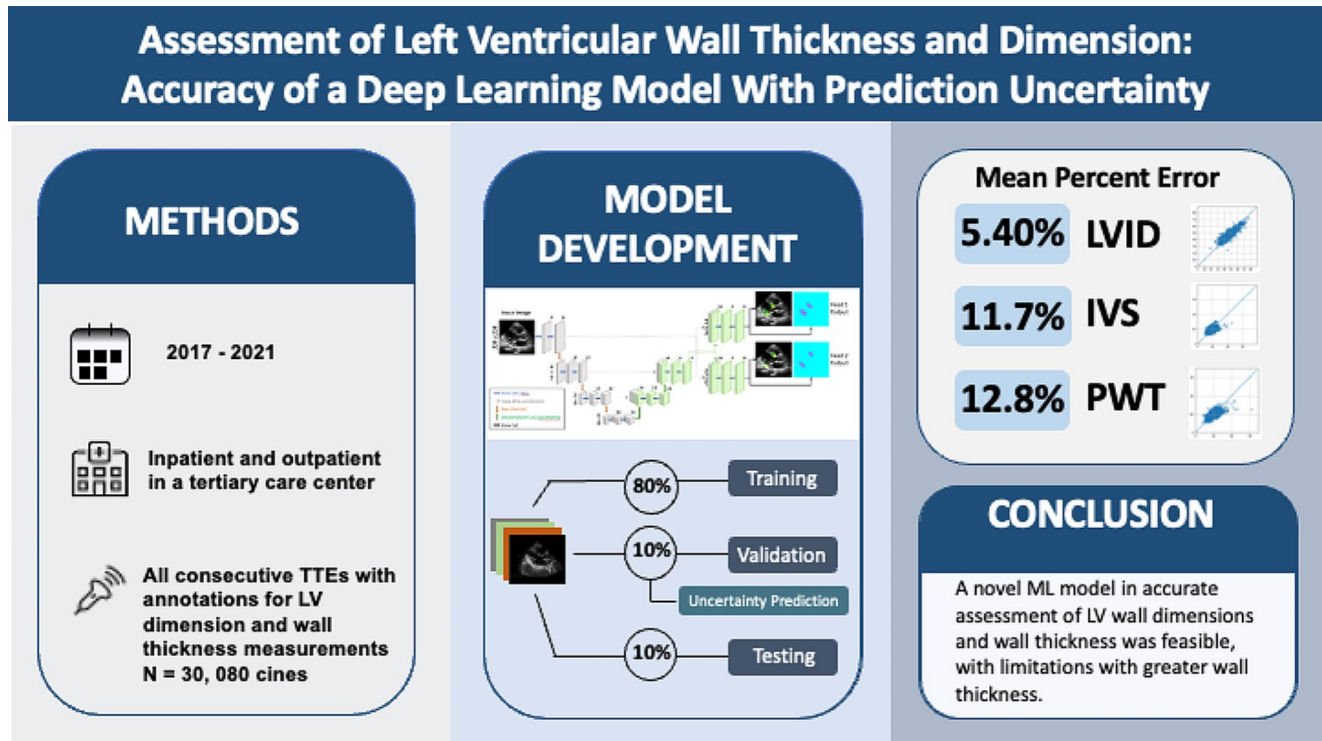 Assessment of Left Ventricular Wall Thickness and Dimension:
Accuracy of a Deep Learning Model With Prediction Uncertainty
METHODS
2017 - 2021
Inpatient and outpatient
in a tertiary care center
All consecutive TTEs with
annotations for LV
dimension and wall
thickness measurements
N = 30, 080 cines
MODEL
DEVELOPMENT
80%
Training
10%
Validation
Uncertainty Prediction
10%
Testing
Mean Percent Error
5.40% LVID
11.7% IVS
12.8% PWT
CONCLUSION
A novel ML model in accurate
assessment of LV wall dimensions
and wall thickness was feasible,
with limitations with greater wall
thickness.